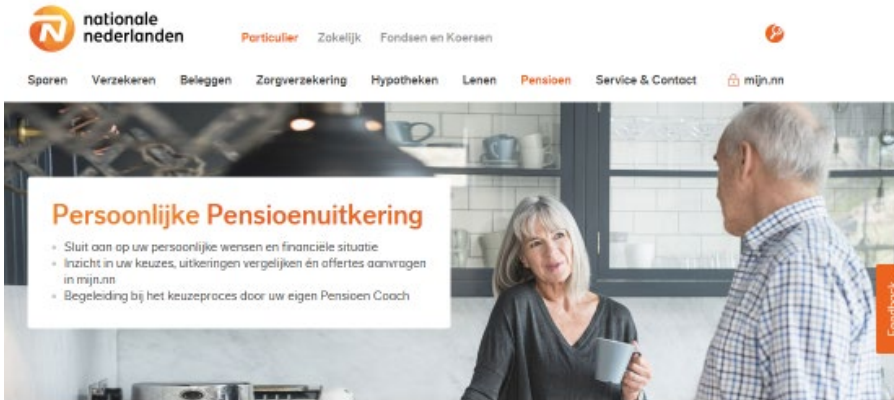 nationale
nederlanden
Particulier Zakelijk Fondsen en Koersen
Sparen Verzekeren Beleggen Zorgverzekering Hypotheken Lenen Pensioen Service & Contact mijn.nn
Persoonlijke Pensioenuitkering
Sluit aan op uw persoonlijke wensen en financiële situatie
Inzicht in uw keuzes, uitkeringen vergelijken én offertes aanvragen
in mijn.nn
Begeleiding bij het keuzeproces door uw eigen Pensioen Coach
Feedback